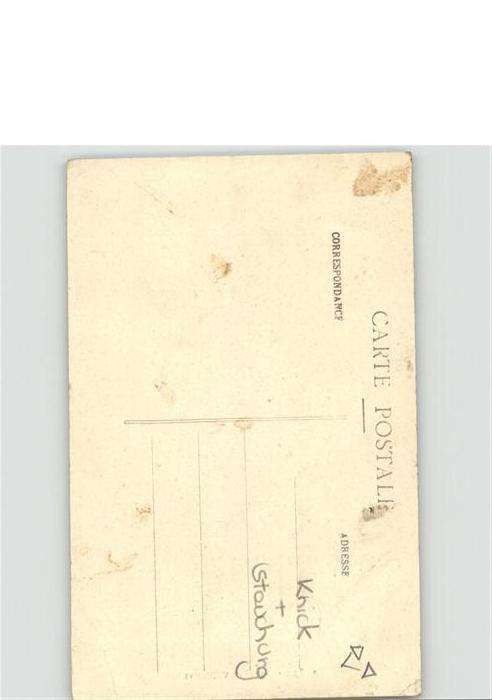 CARTE POSTALE
CORRESPONDANCE
ADRESSE
Knick
+
Stauchung